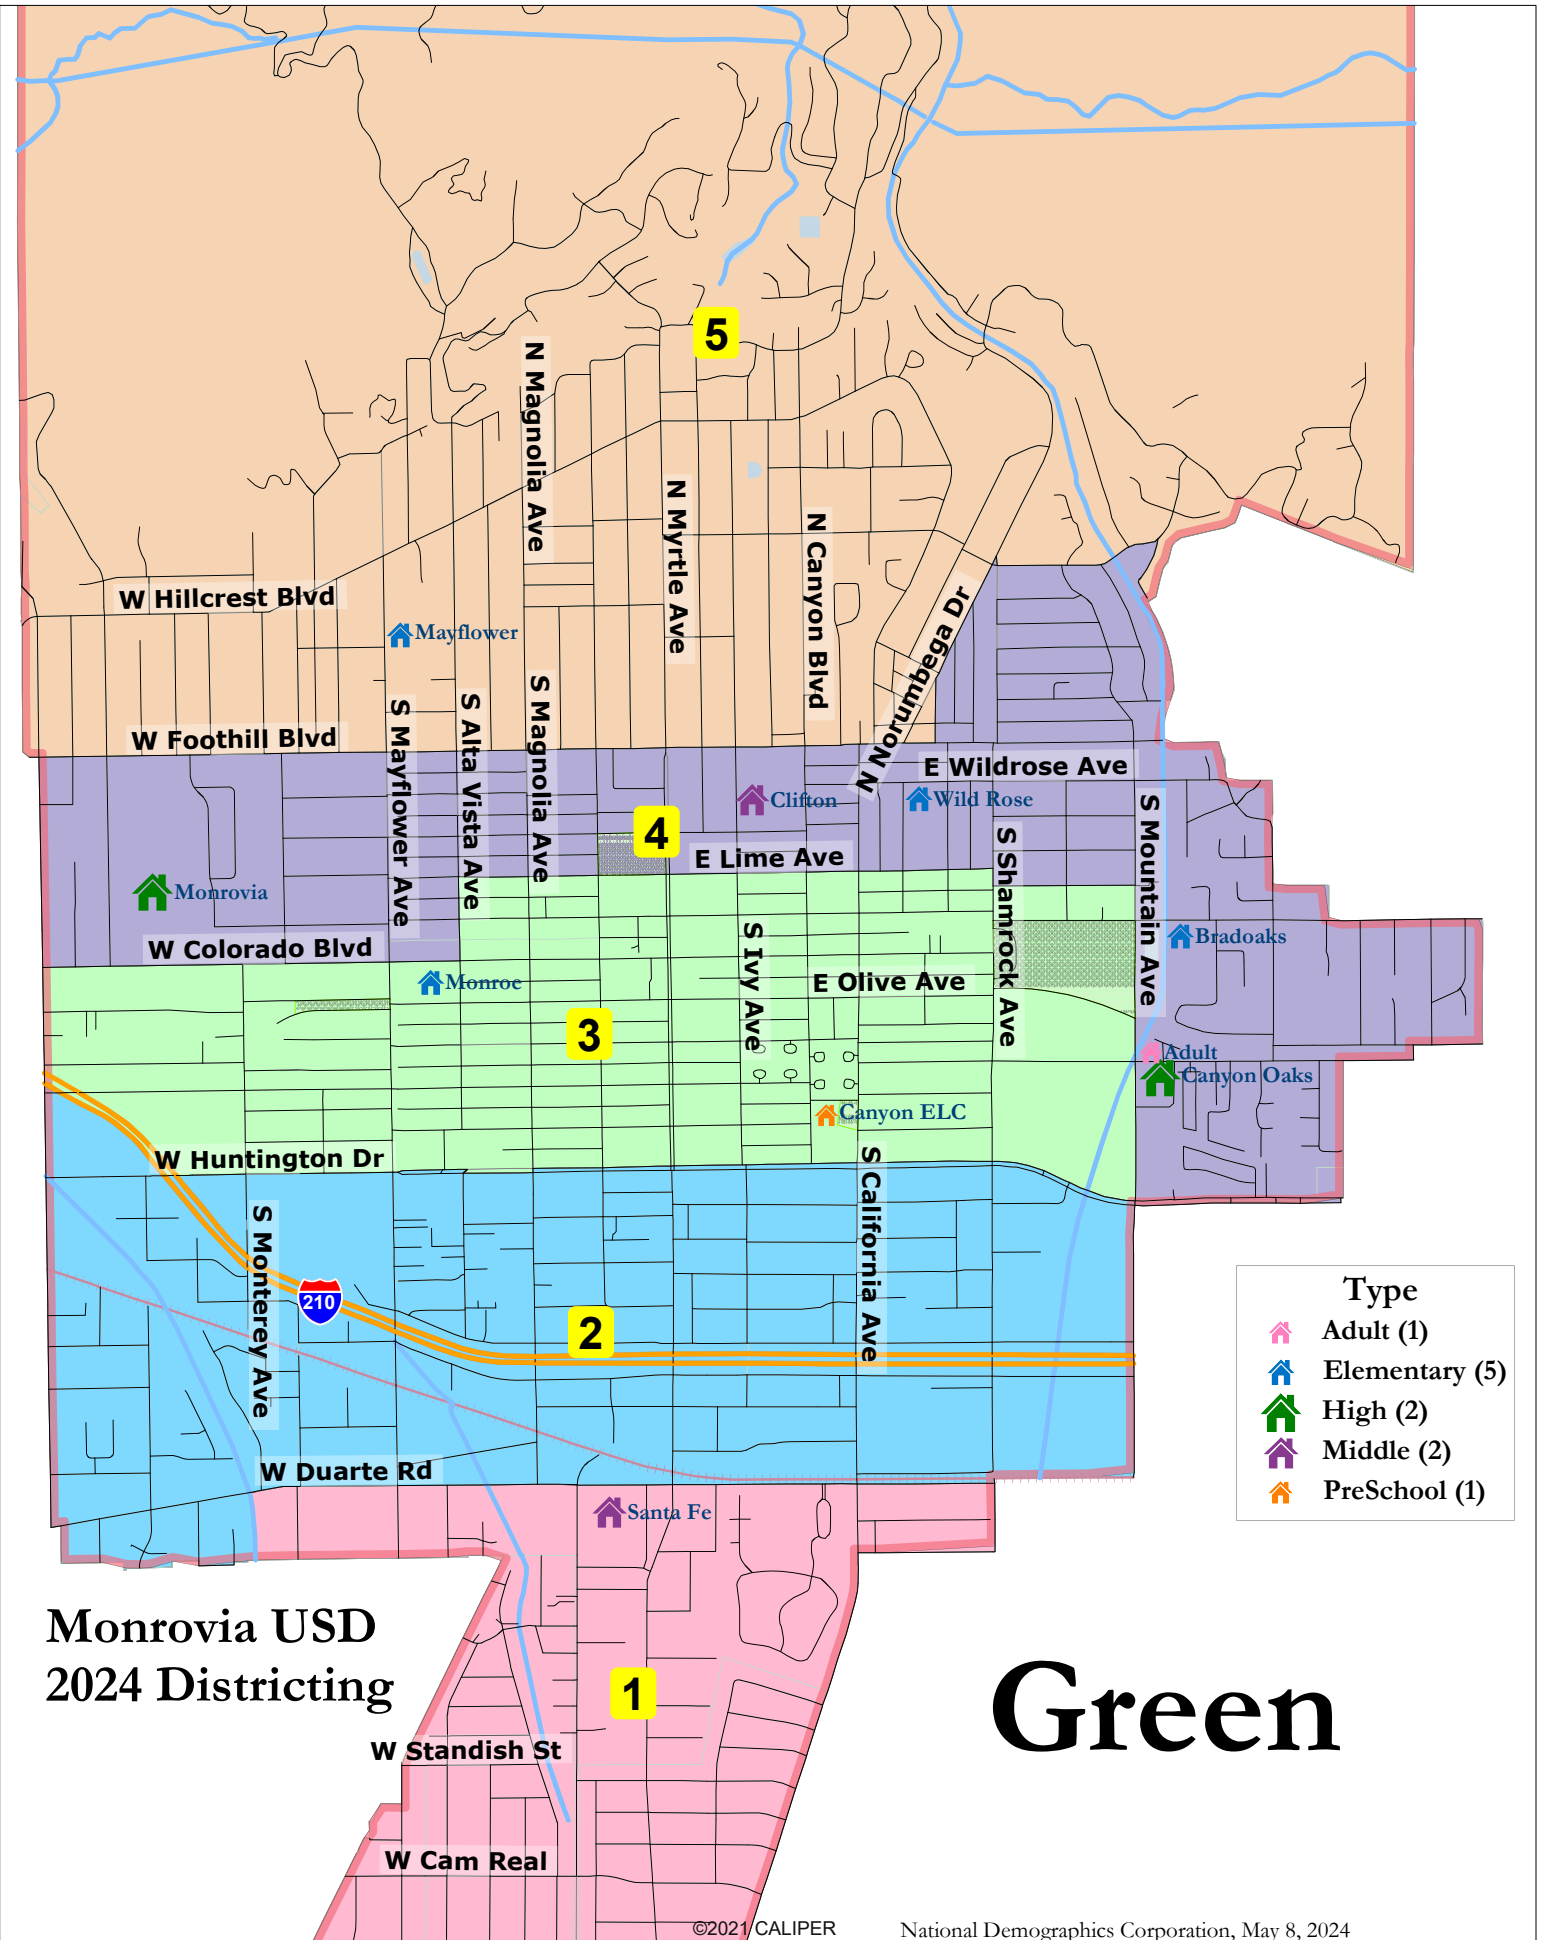 5
N Magnolia Ave
N Myrtle Ave
N Canyon Blvd
W Hillcrest Blvd
N Norumbega Dr
Mayflower
S Mayflower Ave
S Alta Vista Ave
S Magnolia Ave
W Foothill Blvd
E Wildrose Ave
Clifton
Wild Rose
S Mountain Ave
4
E Lime Ave
S Shamrock Ave
Monrovia
W Colorado Blvd
S Ivy Ave
Bradoaks
Monroe
E Olive Ave
3
Adult
Canyon Oaks
Canyon ELC
W Huntington Dr
S California Ave
S Monterey Ave
210
2
Type
Adult (1)
Elementary (5)
High (2)
Middle (2)
PreSchool (1)
W Duarte Rd
Santa Fe
Monrovia USD
2024 Districting
1
Green
W Standish St
W Cam Real
©2021 CALIPER
National Demographics Corporation, May 8, 2024